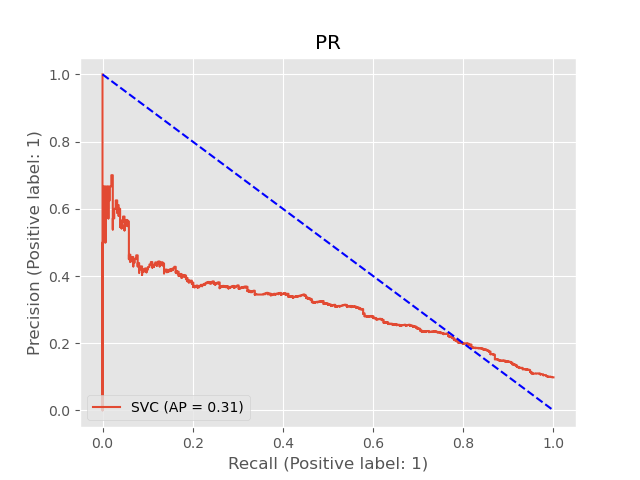 PR
Precision (Positive label: 1)
1.0
0.8
0.6
0.4
0.2
0.0
SVC (AP = 0.31)
0.0 0.2 0.4 0.6 0.8 1.0
Recall (Positive label: 1)